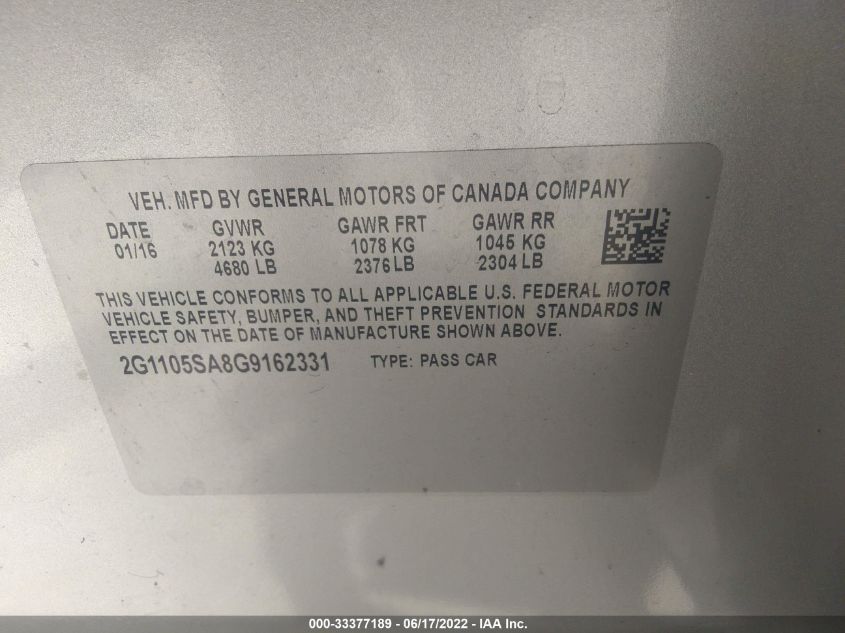 VEH. MFD BY GENERAL MOTORS OF CANADA COMPANY
DATE GVWR GAWR FRT GAWR RR
01/16 2123 KG 1078 KG 1045 KG
4680 LB 2376 LB 2304 LB
THIS VEHICLE CONFORMS TO ALL APPLICABLE U.S. FEDERAL MOTOR
VEHICLE SAFETY, BUMPER, AND THEFT PREVENTION STANDARDS IN
EFFECT ON THE DATE OF MANUFACTURE SHOWN ABOVE.
2G1105SA8G9162331 TYPE: PASS CAR
000-33377189 - 06/17/2022 - IAA Inc.